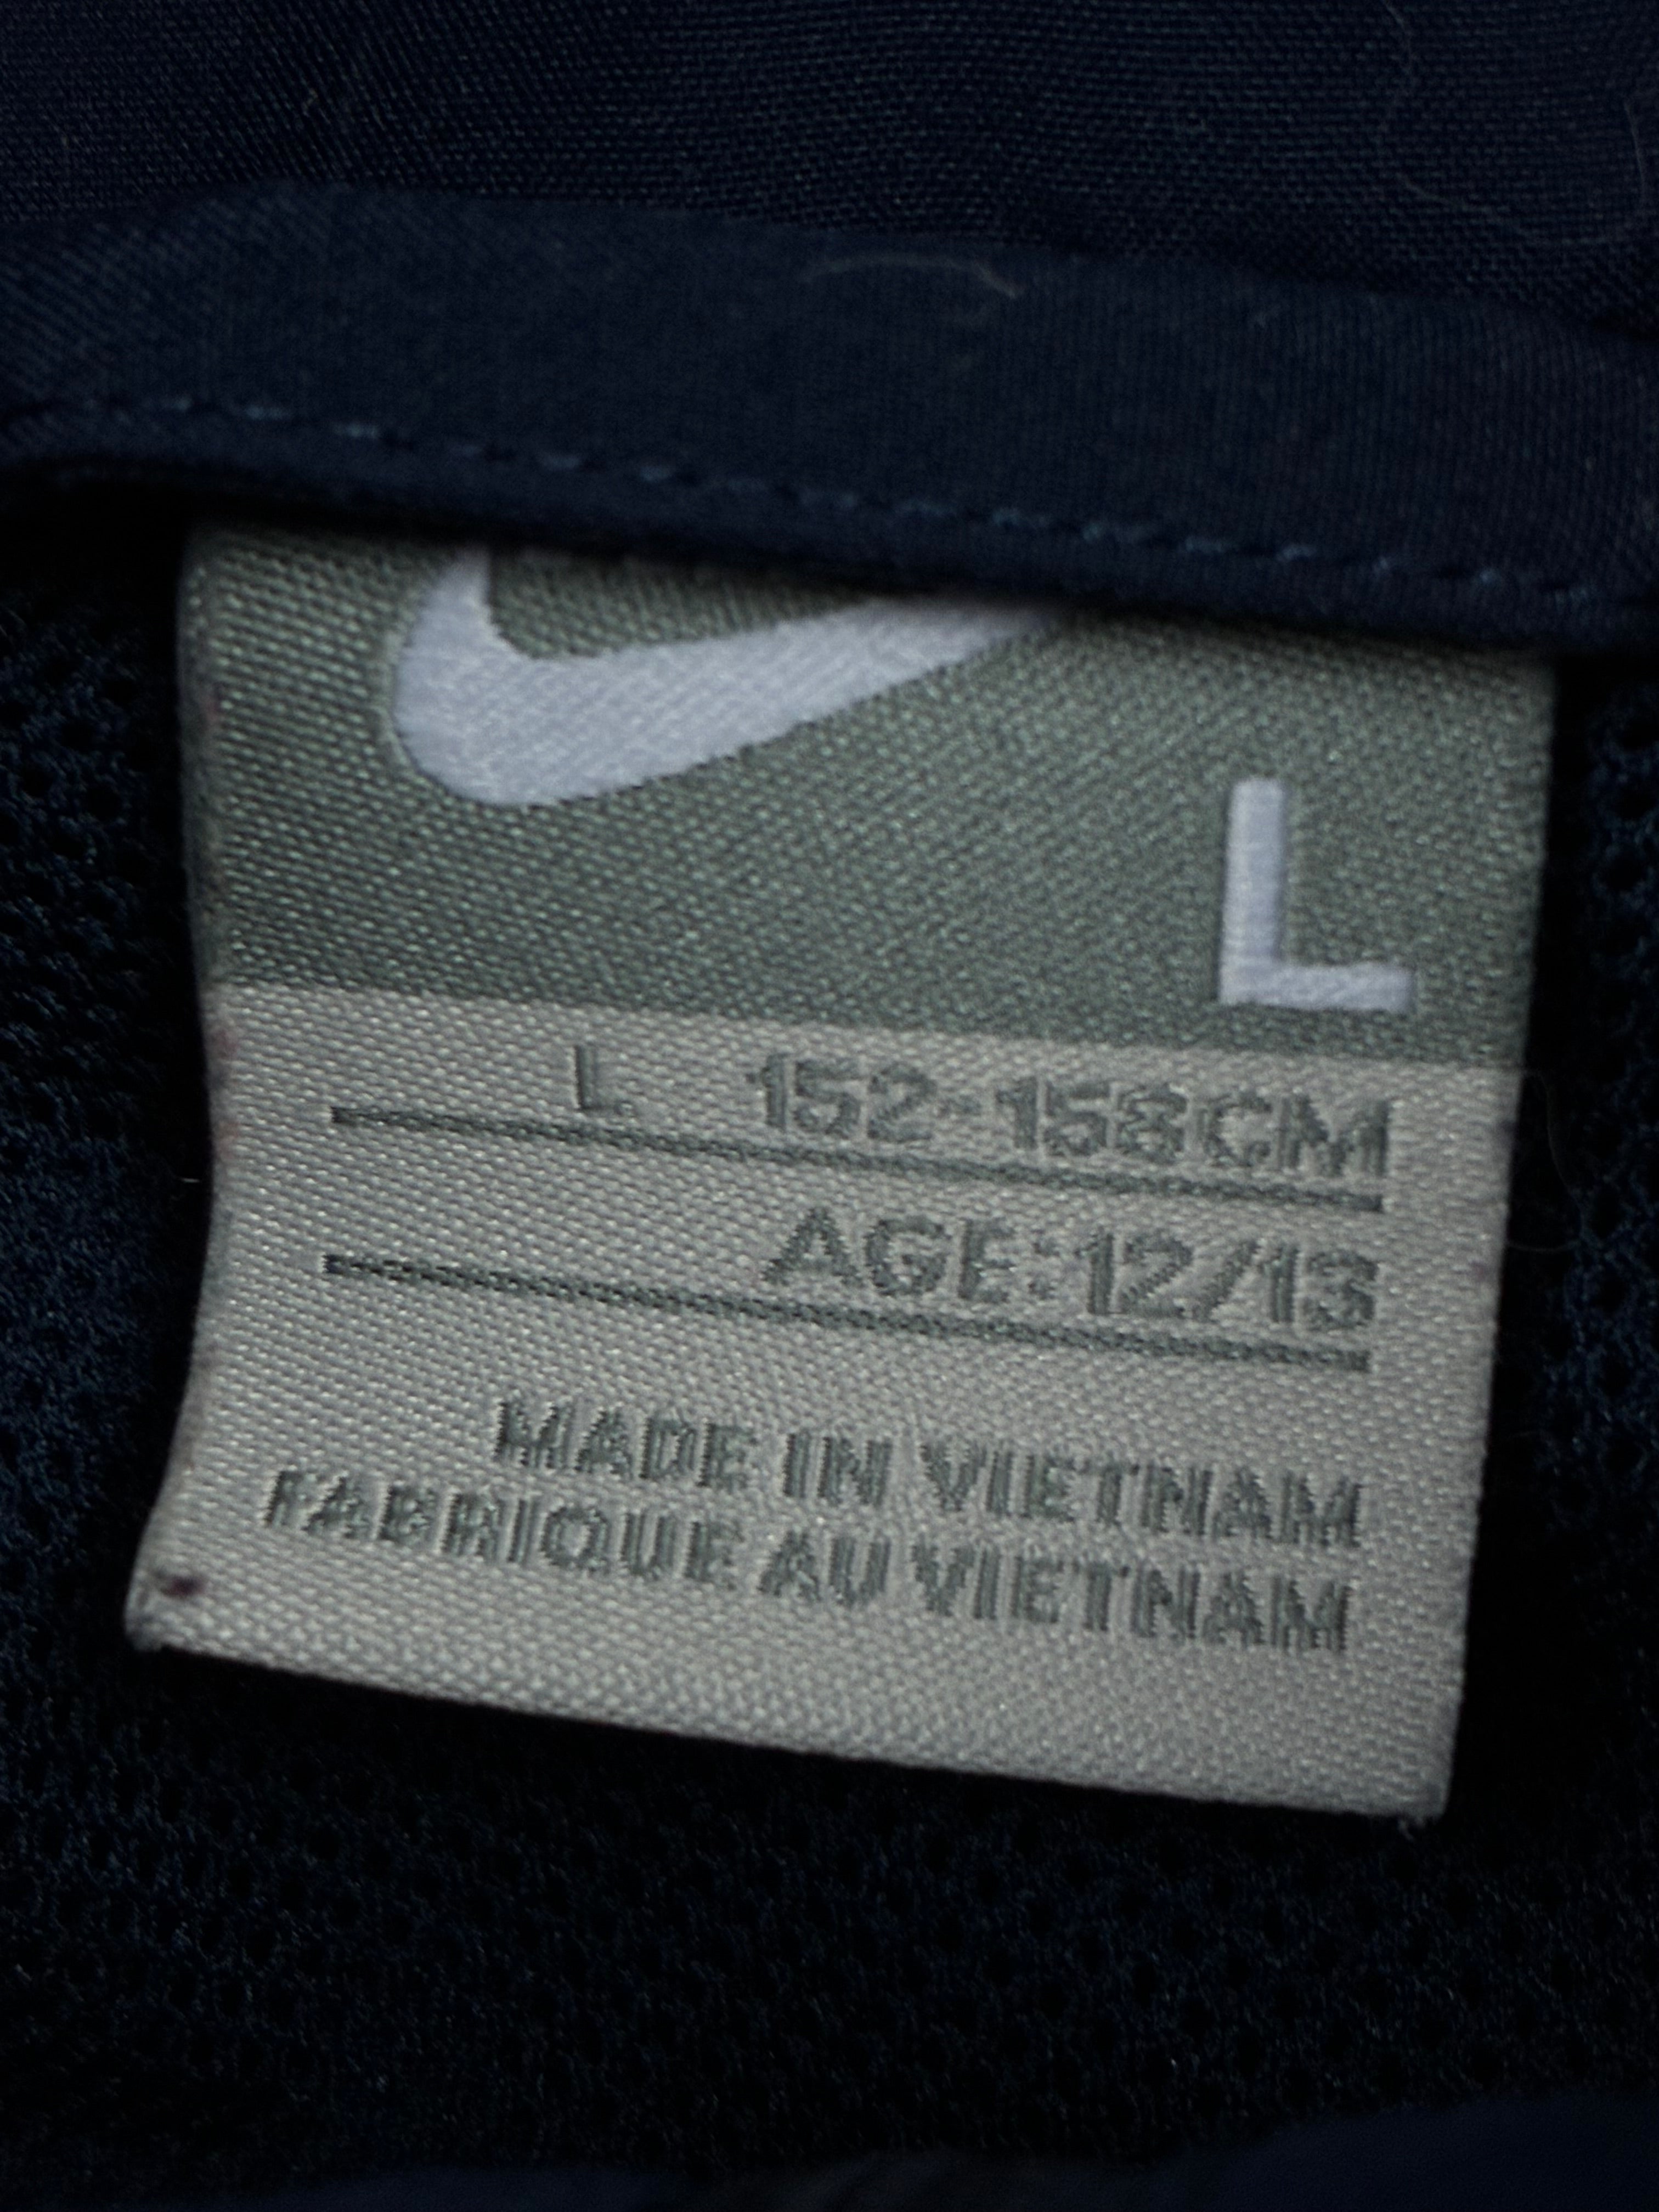 L
L 152-158CM
AGE: 12/13
MADE IN VIETNAM
FABRIQUE AU VIETNAM